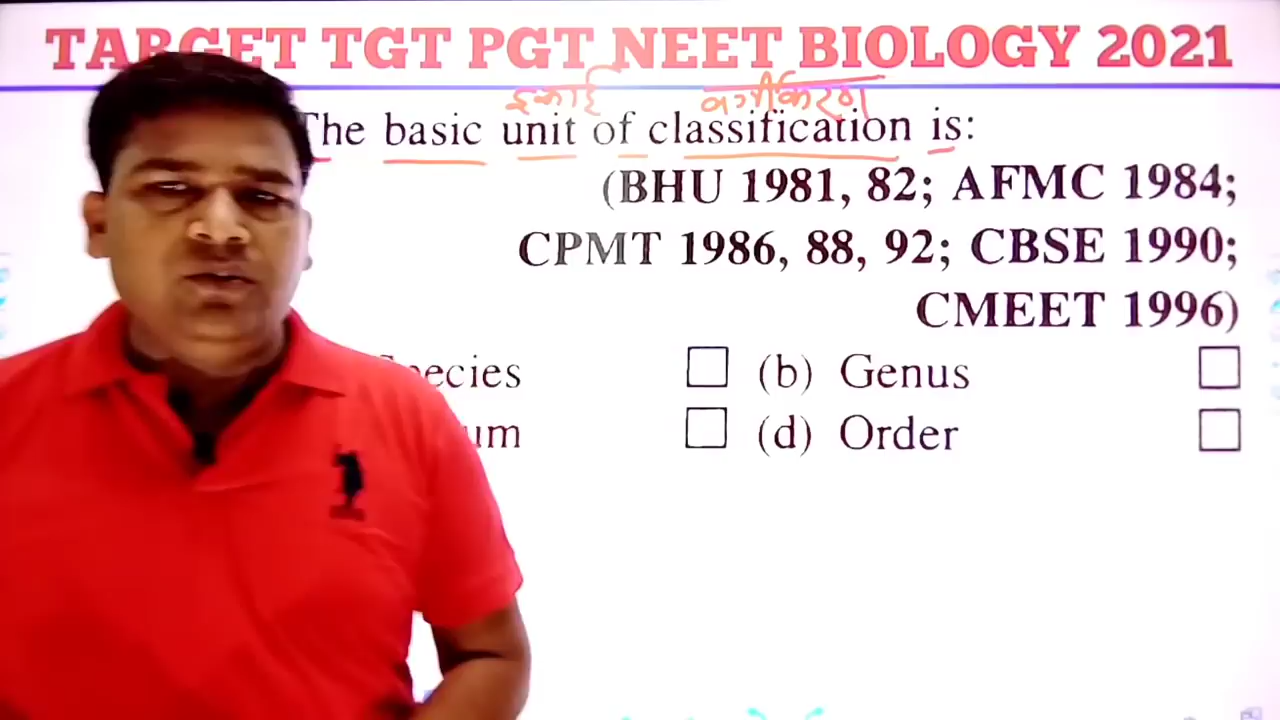 TARGET TGT PGT NEET BIOLOGY 2021
इकाई वर्गीकरण
The basic unit of classification is:
(BHU 1981, 82; AFMC 1984;
CPMT 1986, 88, 92; CBSE 1990;
CMEET 1996)
Species (b) Genus
(d) Order